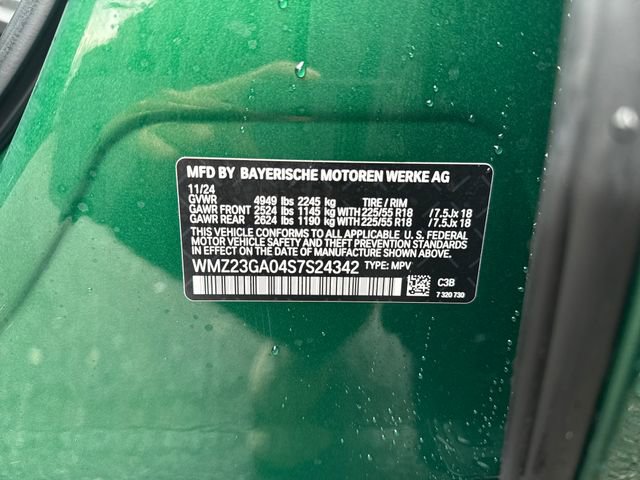 MFD BY BAYERISCHE MOTOREN WERKE AG
11/24
GVWR 4949 lbs 2245 kg TIRE / RIM
GAWR FRONT 2524 lbs 1145 kg WITH 225/55 R18 /7.5Jx 18
GAWR REAR 2624 lbs 1190 kg WITH 225/55 R18 /7.5Jx 18
THIS VEHICLE CONFORMS TO ALL APPLICABLE U. S. FEDERAL
MOTOR VEHICLE SAFETY AND THEFT PREVENTION STANDARDS
IN EFFECT ON THE DATE OF MANUFACTURE SHOWN ABOVE.
WMZ23GA04S7S24342 TYPE: MPV
C3B
7 320 730